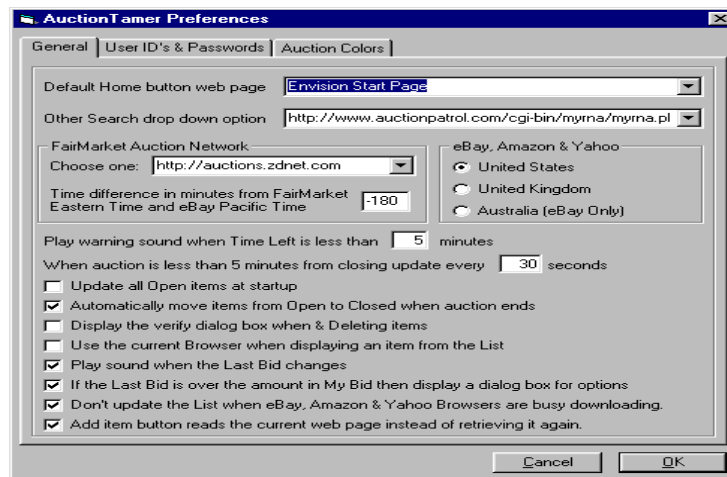 AuctionTamer Preferences
General User ID's & Passwords Auction Colors
Default Home button web page Envision Start Page
Other Search drop down option http://www.auctionpatrol.com/cgi-bin/myrna/myrna.pl
FairMarket Auction Network
Choose one: http://auctions.zdnet.com
Time difference in minutes from FairMarket
Eastern Time and eBay Pacific Time -180
eBay, Amazon & Yahoo
United States
United Kingdom
Australia (eBay Only)
Play warning sound when Time Left is less than 5 minutes
When auction is less than 5 minutes from closing update every 30 seconds
Update all Open items at startup
Automatically move items from Open to Closed when auction ends
Display the verify dialog box when & Deleting items
Use the current Browser when displaying an item from the List
Play sound when the Last Bid changes
If the Last Bid is over the amount in My Bid then display a dialog box for options
Don't update the List when eBay, Amazon & Yahoo Browsers are busy downloading.
Add item button reads the current web page instead of retrieving it again.
Cancel OK